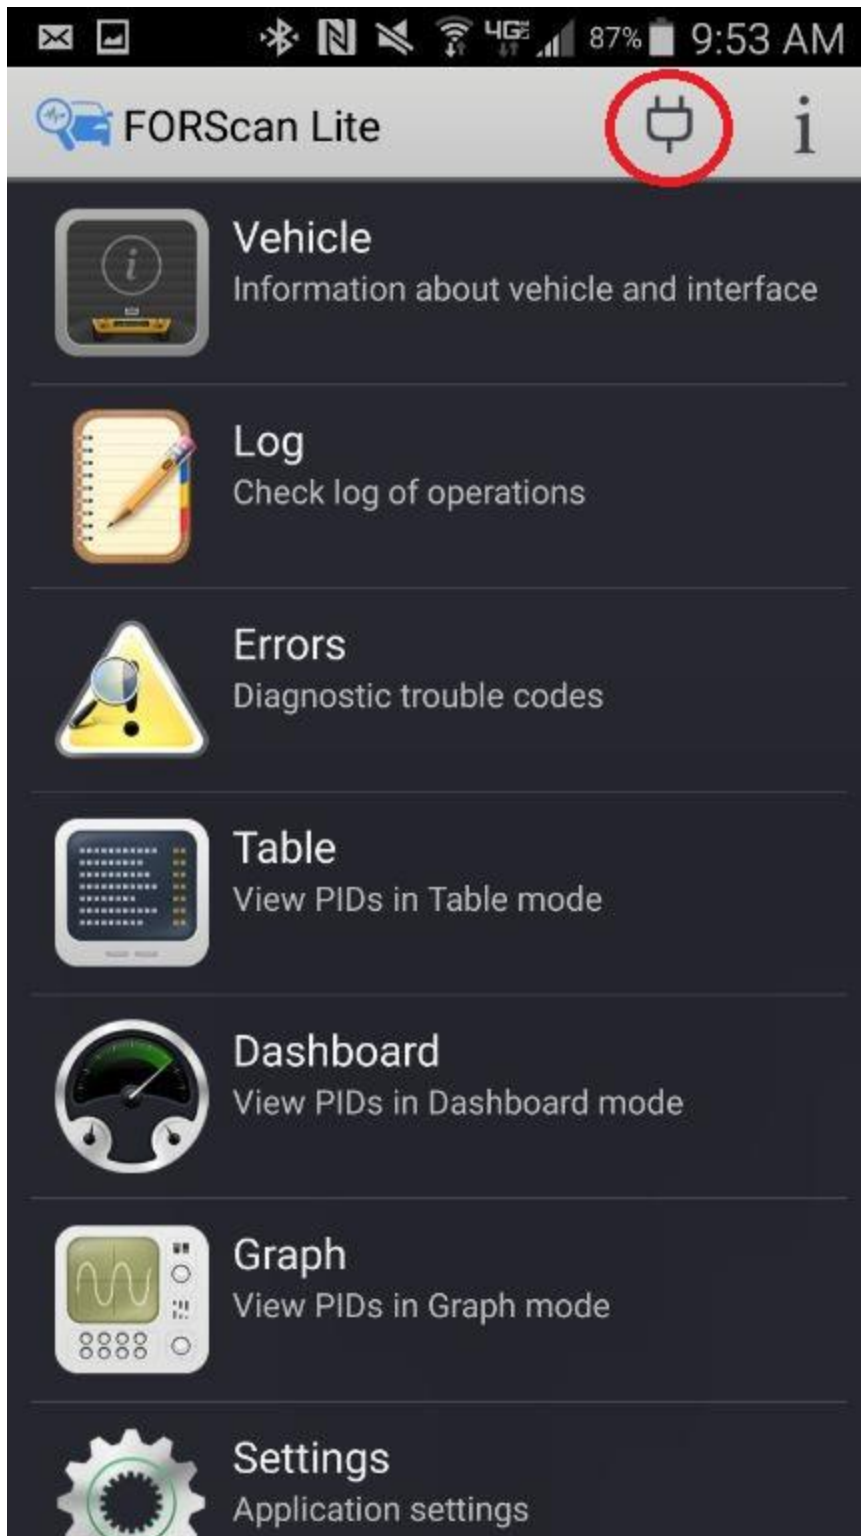 4G 87% 9:53 AM
FORScan Lite
Vehicle
Information about vehicle and interface
Log
Check log of operations
Errors
Diagnostic trouble codes
Table
View PIDs in Table mode
Dashboard
View PIDs in Dashboard mode
Graph
View PIDs in Graph mode
Settings
Application settings